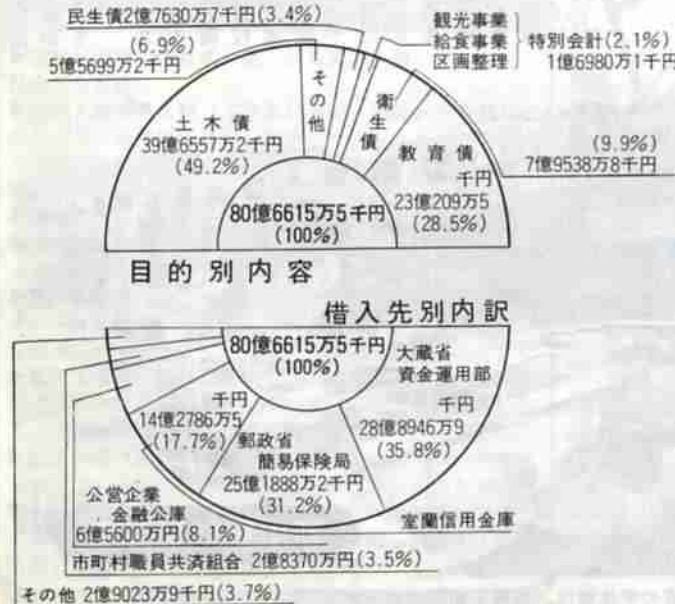 民生債2億7630万7千円(3.4%)
(6.9%)
5億5699万2千円
観光事業
給食事業
区画整理
特別会計(2.1%)
1億6980万1千円
その他
衛生債
土木債
39億6557万2千円
(49.2%)
教育債
千円
23億209万5
(28.5%)
(9.9%)
7億9538万8千円
80億6615万5千円
(100%)
目的別内容
借入先別内訳
80億6615万5千円
(100%)
大蔵省
資金運用部
千円
28億8946万9
(35.8%)
千円
14億2786万5
(17.7%)
郵政省
簡易保険局
25億1888万2千円
(31.2%)
公営企業
金融公庫
6億5600万円(8.1%)
室蘭信用金庫
市町村職員共済組合 2億8370万円(3.5%)
その他 2億9023万9千円(3.7%)